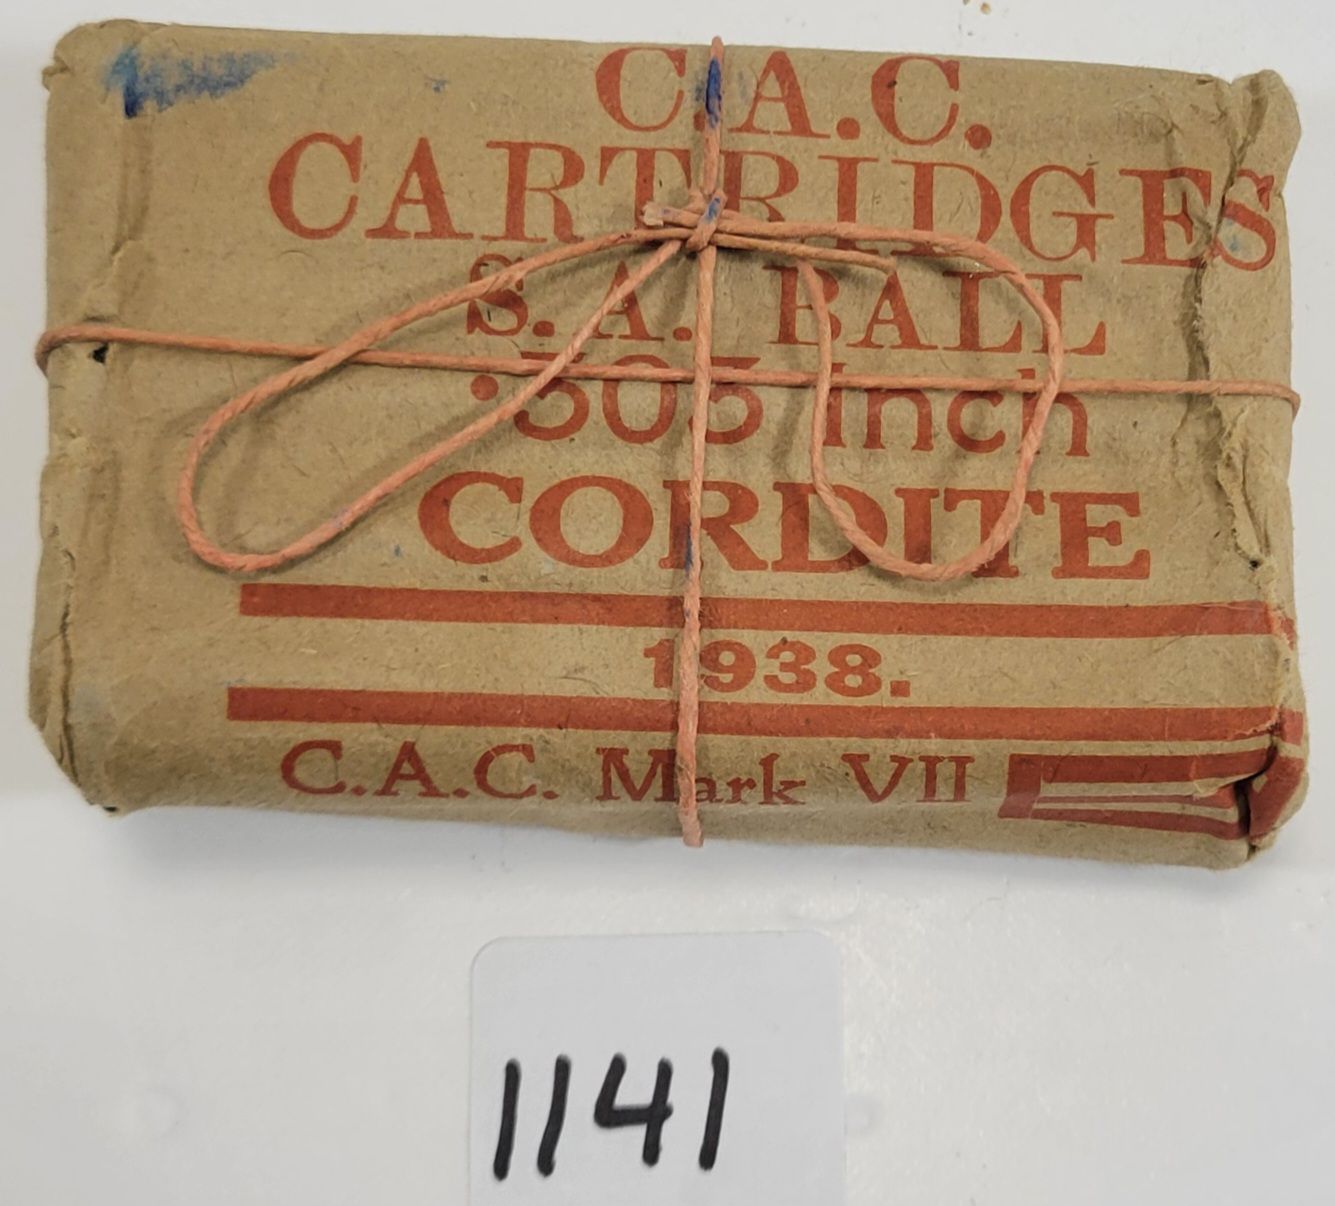 C.A.C.
CARTRIDGES
S.A. BALL
·303 inch
CORDITE
1938.
C.A.C. Mark VII
1141